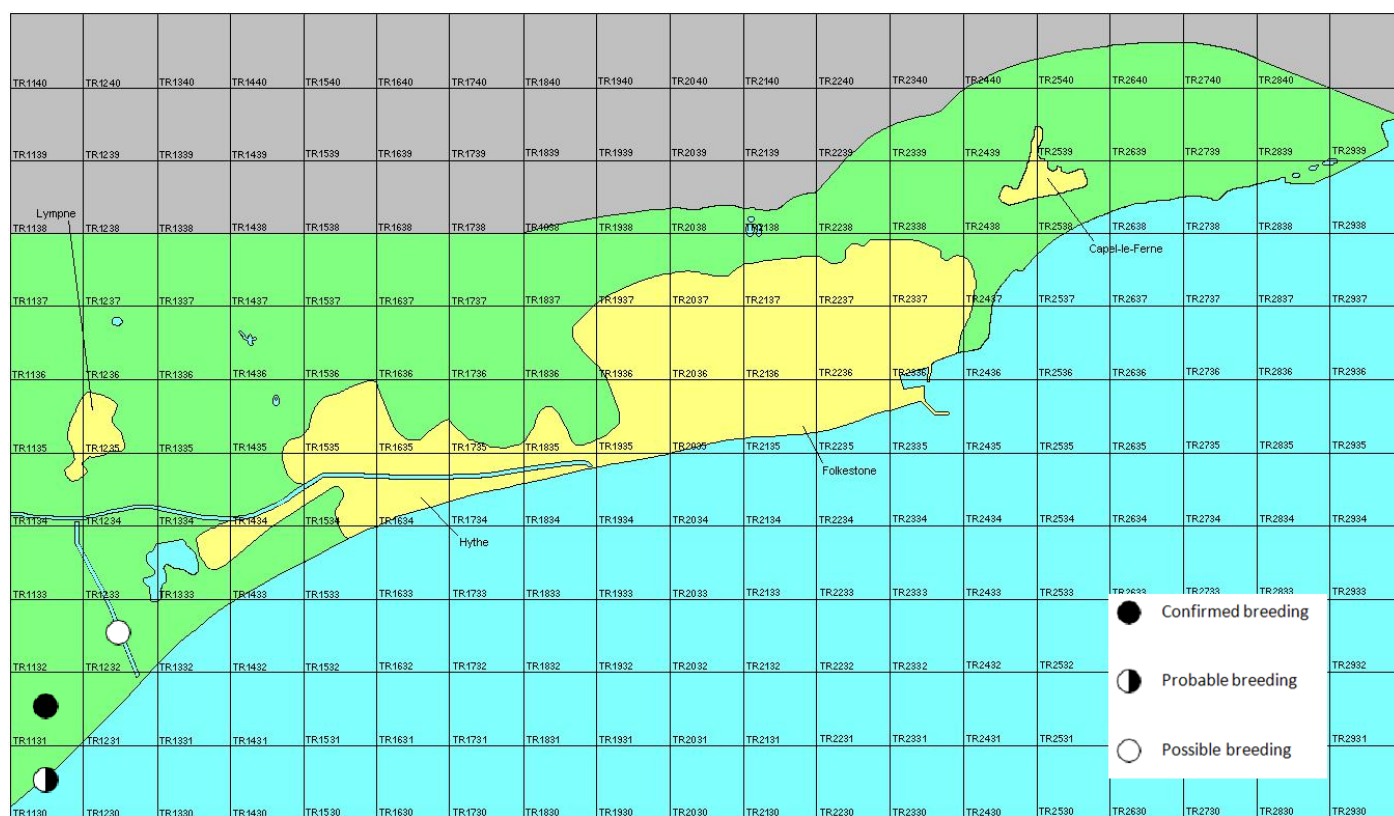 TR1140 TR1240 TR1340 TR1440 TR1540 TR1640 TR1740 TR1840 TR1940 TR2040 TR2140 TR2240 TR2340 TR2440 TR2540 TR2640 TR2740 TR2840
TR1139 TR1239 TR1339 TR1439 TR1539 TR1639 TR1739 TR1839 TR1939 TR2039 TR2139 TR2239 TR2339 TR2439 TR2539 TR2639 TR2739 TR2839 TR2939
Lympne
TR1138 TR1238 TR1338 TR1438 TR1538 TR1638 TR1738 TR1938 TR2038 TR2138 TR2238 TR2338 TR2438 TR2538 TR2638 TR2738 TR2838 TR2938
Capel-le-Ferne
TR1137 TR1237 TR1337 TR1437 TR1537 TR1637 TR1737 TR1837 TR1937 TR2037 TR2137 TR2237 TR2337 TR2437 TR2537 TR2637 TR2737 TR2837 TR2937
TR1136 TR1236 TR1336 TR1436 TR1536 TR1636 TR1736 TR1836 TR1936 TR2036 TR2136 TR2236 TR2336 TR2436 TR2536 TR2636 TR2736 TR2836 TR2936
TR1135 TR1235 TR1335 TR1435 TR1535 TR1635 TR1735 TR1835 TR1935 TR2035 TR2135 TR2235 TR2335 TR2435 TR2535 TR2635 TR2735 TR2835 TR2935
Folkestone
TR1134 TR1234 TR1334 TR1434 TR1534 TR1634 TR1734 TR1834 TR1934 TR2034 TR2134 TR2234 TR2334 TR2434 TR2534 TR2634 TR2734 TR2834 TR2934
Hythe
TR1133 TR1233 TR1333 TR1433 TR1533 TR1633 TR1733 TR1833 TR1933 TR2033 TR2133 TR2233 TR2333 TR2433 TR2533 TR2633 TR2733 TR2833 TR2933
Confirmed breeding
TR1132 TR1232 TR1332 TR1432 TR1532 TR1632 TR1732 TR1832 TR1932 TR2032 TR2132 TR2232 TR2332 TR2432 TR2532 TR2932
Probable breeding
TR1131 TR1231 TR1331 TR1431 TR1531 TR1631 TR1731 TR1831 TR1931 TR2031 TR2131 TR2231 TR2331 TR2431 TR2531 TR2931
Possible breeding
TR1130 TR1230 TR1330 TR1430 TR1530 TR1630 TR1730 TR1830 TR1930 TR2030 TR2130 TR2230 TR2330 TR2430 TR2530 TR2630 TR2730 TR2830 TR2930